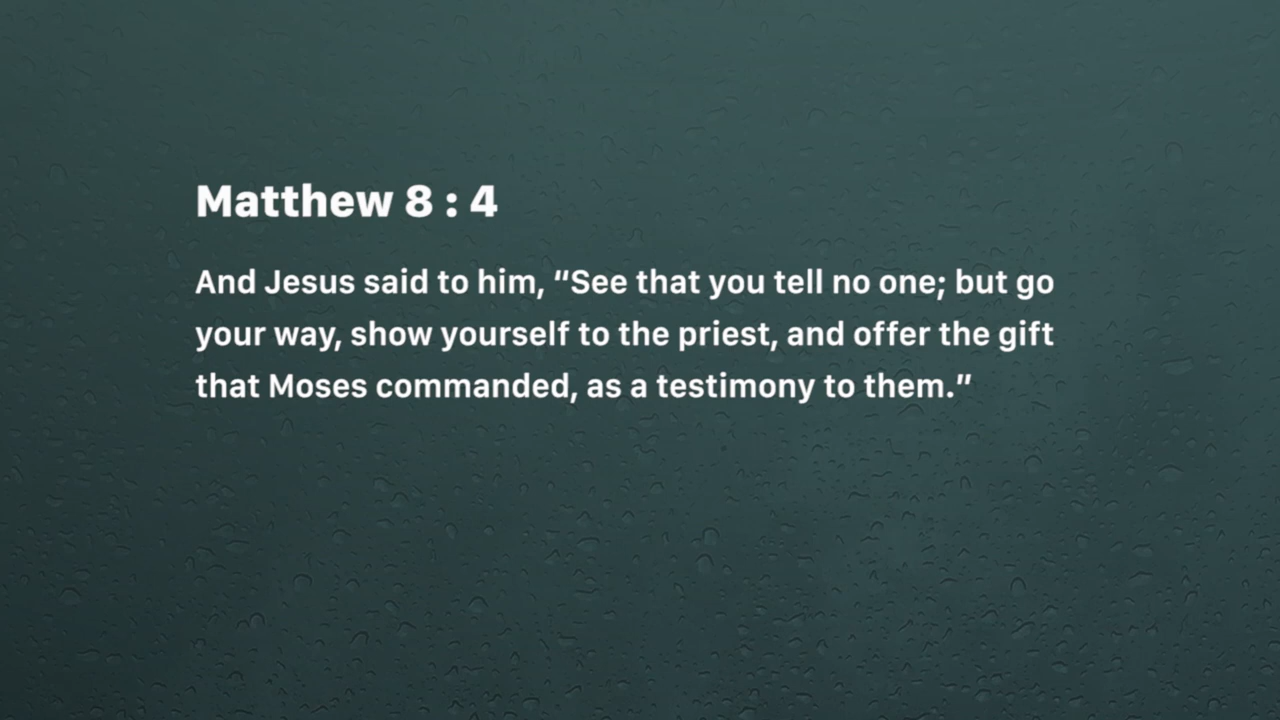 Matthew 8 : 4
And Jesus said to him, “See that you tell no one; but go
your way, show yourself to the priest, and offer the gift
that Moses commanded, as a testimony to them.”